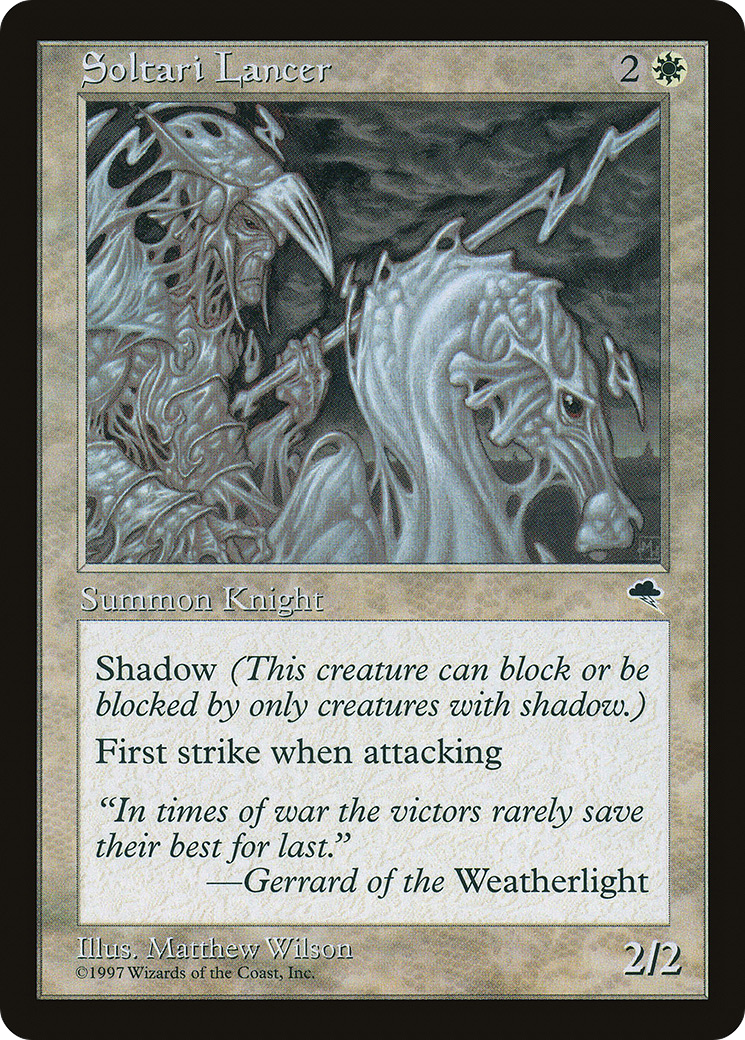 Soltari Lancer 2
Summon Knight
Shadow (This creature can block or be
blocked by only creatures with shadow.)
First strike when attacking
“In times of war the victors rarely save
their best for last.”
—Gerrard of the Weatherlight
Illus. Matthew Wilson
©1997 Wizards of the Coast, Inc.
2/2